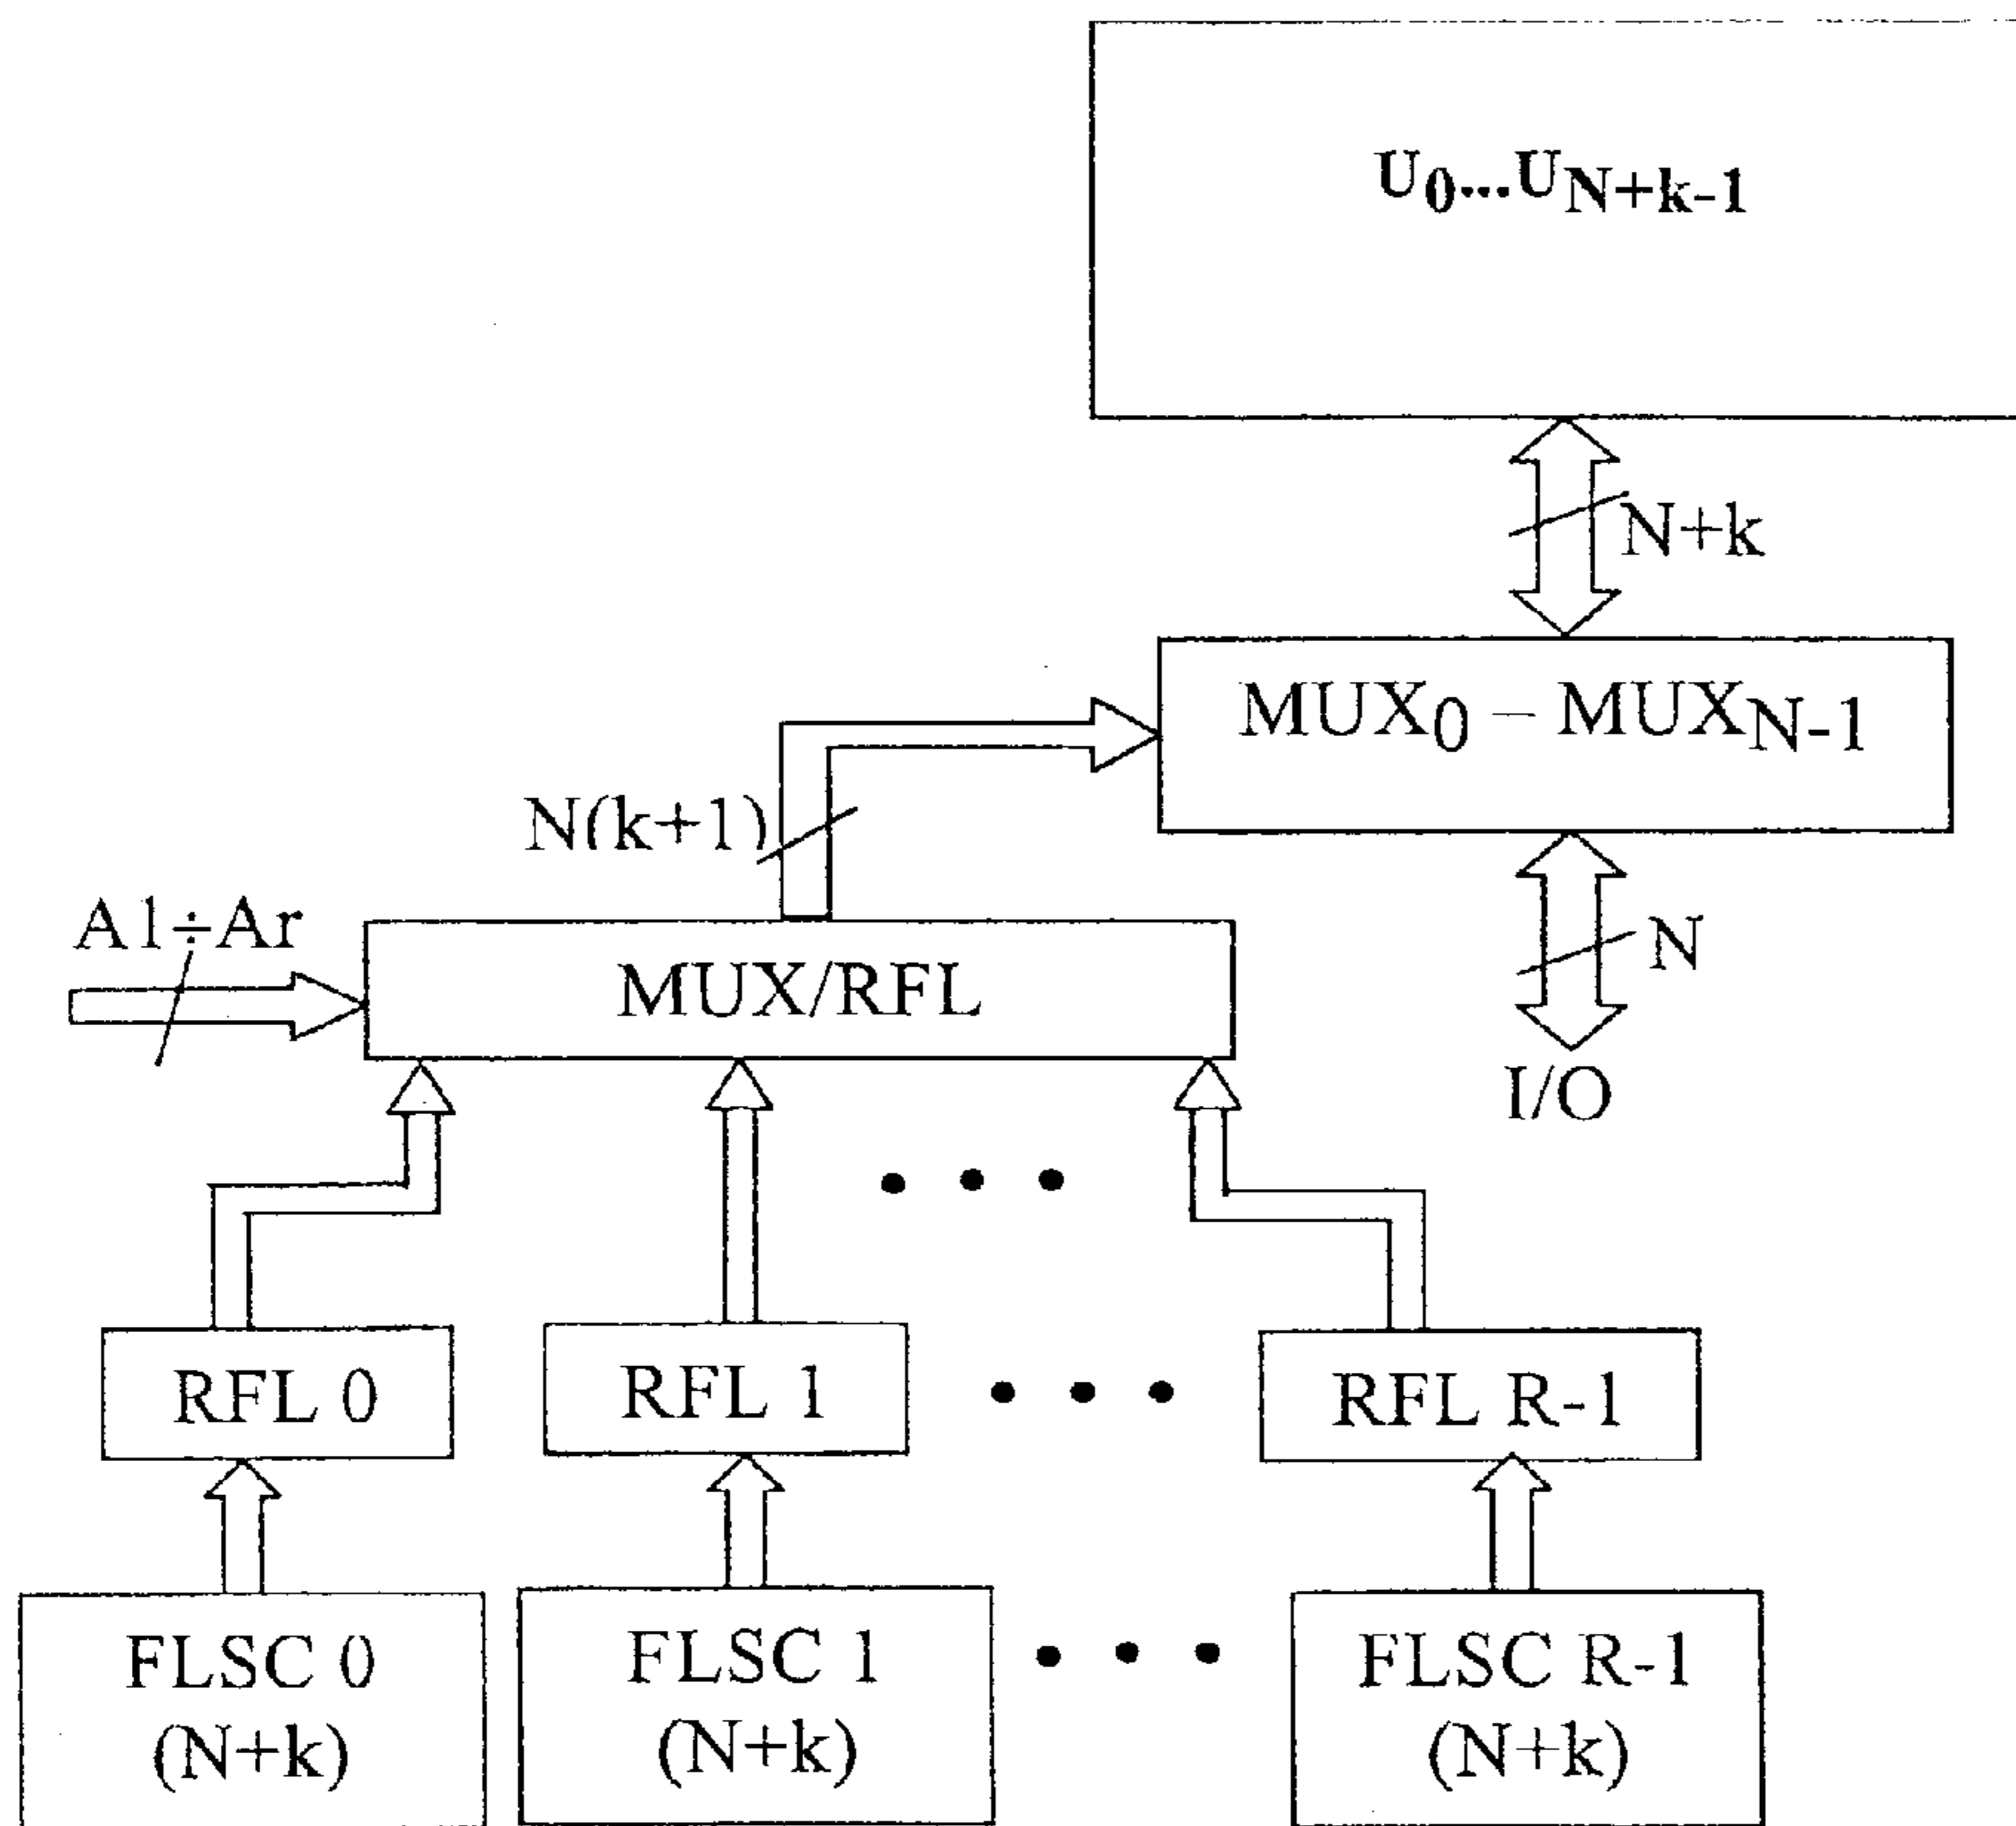 U0...UN+k-1
N+k
MUX0 – MUXN-1
N(k+1)
A1÷Ar
N
MUX/RFL
I/O
RFL 0
RFL 1
RFL R-1
FLSC 0
(N+k)
FLSC 1
(N+k)
FLSC R-1
(N+k)